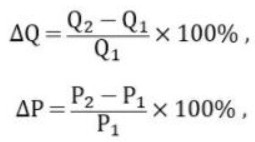 ΔQ = (Q₂ − Q₁) / Q₁ × 100% ,
ΔP = (P₂ − P₁) / P₁ × 100% ,